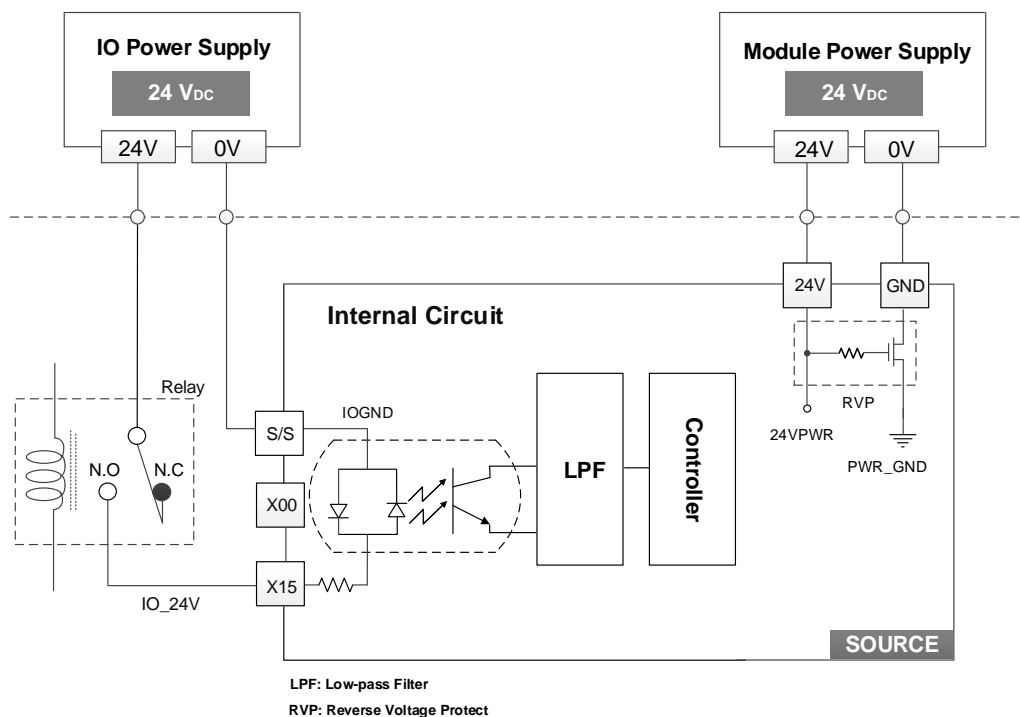 IO Power Supply
24 VDC
24V
0V
Module Power Supply
24 VDC
24V
0V
24V
GND
Internal Circuit
RVP
24VPWR
PWR_GND
Relay
N.O
N.C
IO_24V
S/S
IOGND
X00
X15
LPF
Controller
SOURCE
LPF: Low-pass Filter
RVP: Reverse Voltage Protect